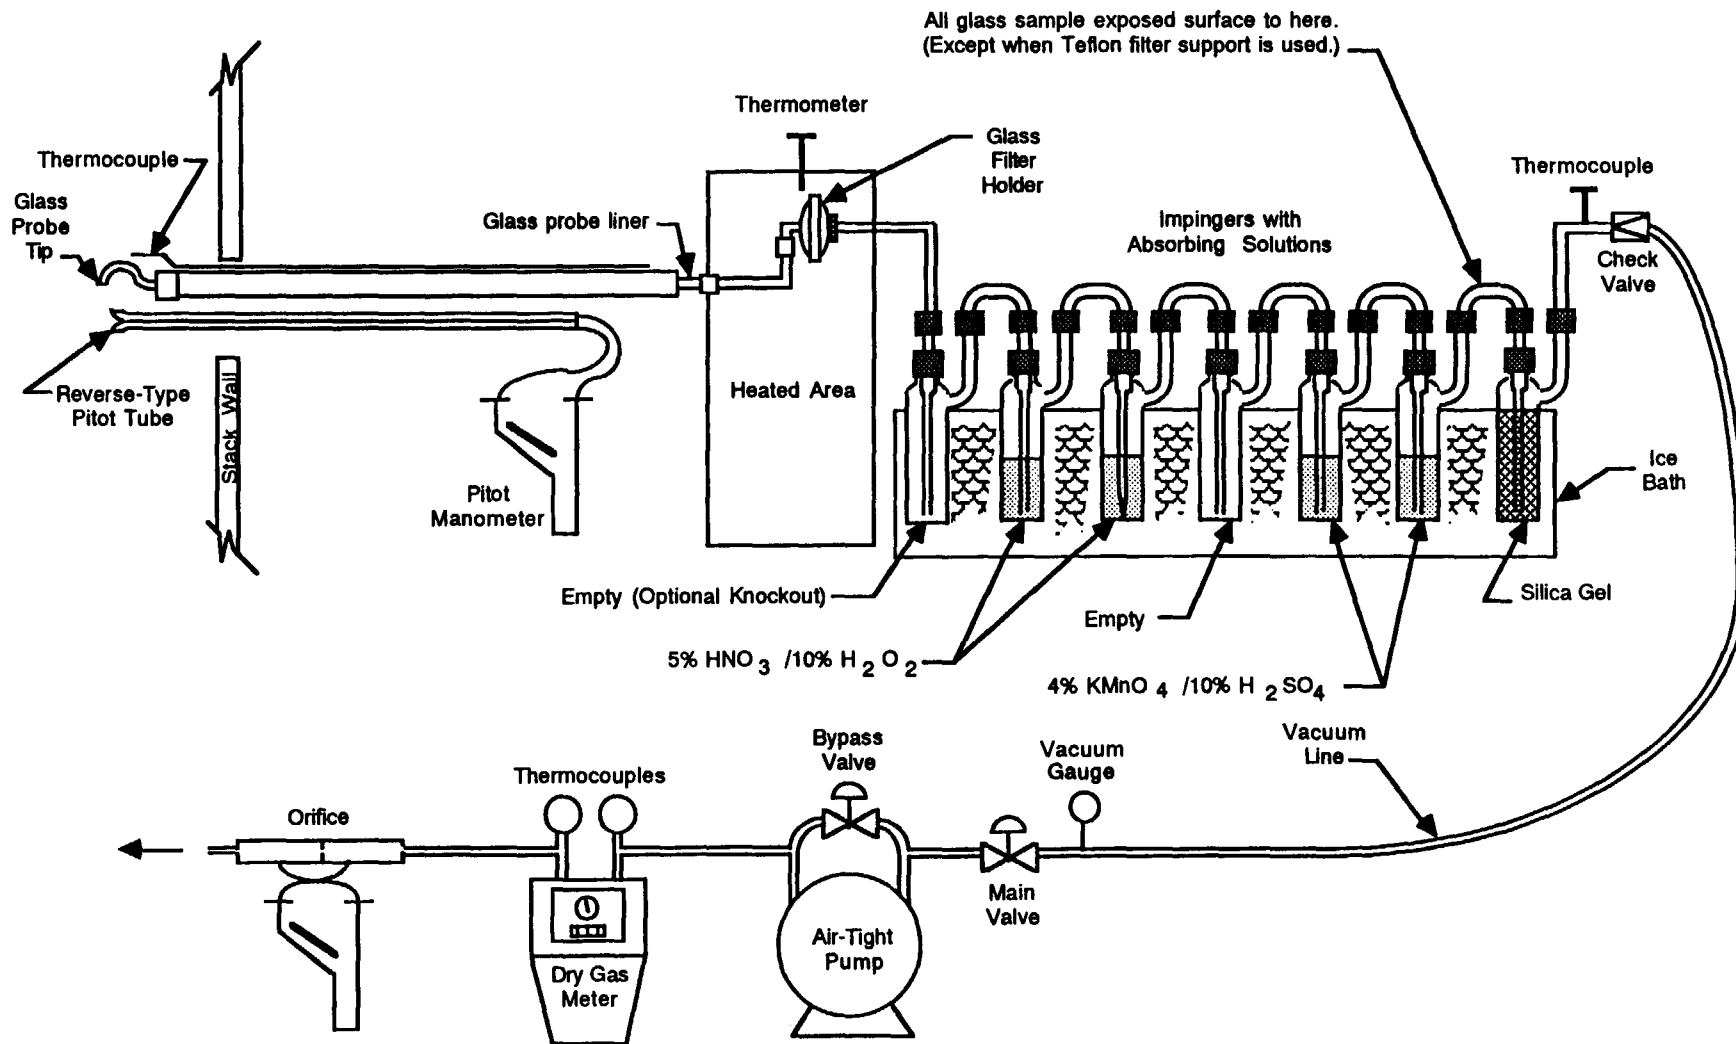 All glass sample exposed surface to here.
(Except when Teflon filter support is used.)
Thermometer
Glass
Filter
Holder
Thermocouple
Thermocouple
Glass
Probe
Tip
Glass probe liner
Impingers with
Absorbing Solutions
Check
Valve
Heated Area
Reverse-Type
Pitot Tube
Stack Wall
Pitot
Manometer
Ice
Bath
Empty (Optional Knockout)
Empty
Silica Gel
5% HNO3 /10% H2O2
4% KMnO4 /10% H2SO4
Vacuum
Line
Bypass
Valve
Vacuum
Gauge
Thermocouples
Orifice
Main
Valve
Air-Tight
Pump
Dry Gas
Meter